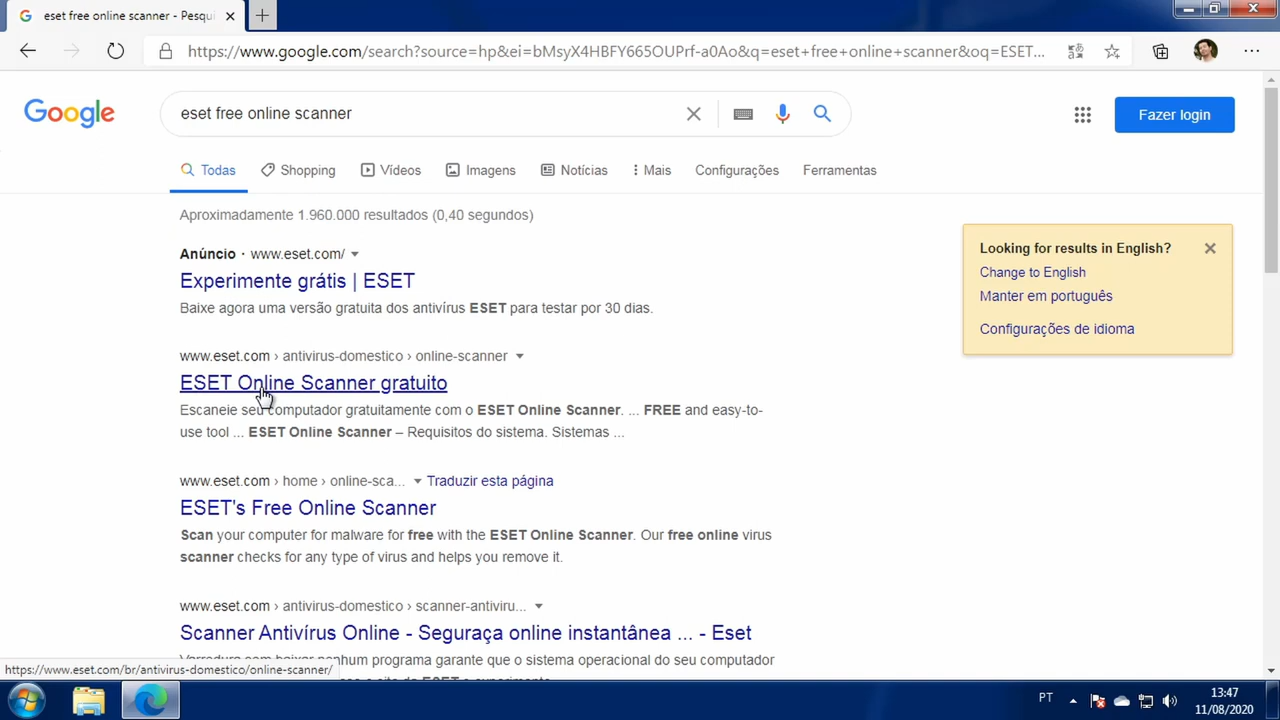 eset free online scanner - Pesqui
https://www.google.com/search?source=hp&ei=bMsyX4HBFY665OUPrf-a0Ao&q=eset+free+online+scanner&oq=ESET...
Google
eset free online scanner
Fazer login
Todas
Shopping
Vídeos
Imagens
Notícias
Mais
Configurações
Ferramentas
Aproximadamente 1.960.000 resultados (0,40 segundos)
Anúncio · www.eset.com/
Experimente grátis | ESET
Baixe agora uma versão gratuita dos antivírus ESET para testar por 30 dias.
www.eset.com › antivirus-domestico › online-scanner
ESET Online Scanner gratuito
Escaneie seu computador gratuitamente com o ESET Online Scanner. ... FREE and easy-to-
use tool ... ESET Online Scanner – Requisitos do sistema. Sistemas ...
www.eset.com › home › online-sca... Traduzir esta página
ESET's Free Online Scanner
Scan your computer for malware for free with the ESET Online Scanner. Our free online virus
scanner checks for any type of virus and helps you remove it.
www.eset.com › antivirus-domestico › scanner-antiviru...
Scanner Antivírus Online - Seguraça online instantânea ... - Eset
Varredura sem baixar nenhum programa garante que o sistema operacional do seu computador
Looking for results in English?
Change to English
Manter em português
Configurações de idioma
https://www.eset.com/br/antivirus-domestico/online-scanner/
PT
13:47
11/08/2020